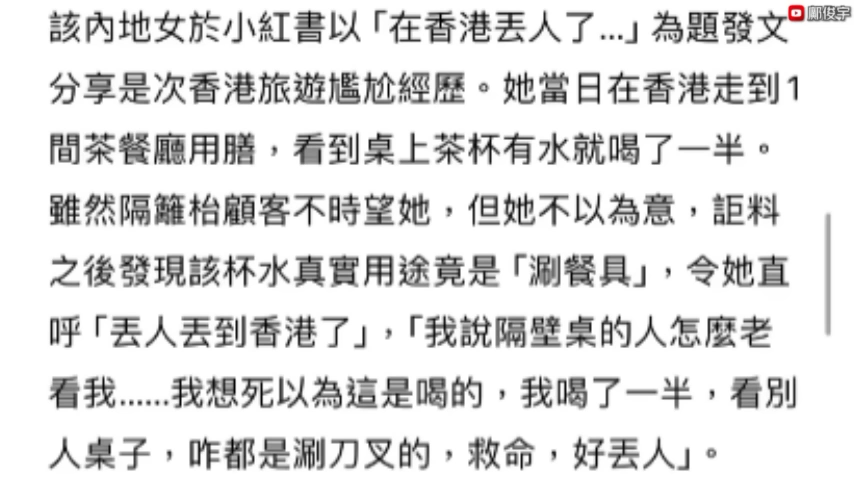 鄺俊宇
該內地女於小紅書以「在香港丟人了...」為題發文
分享是次香港旅遊尷尬經歷。她當日在香港走到1
間茶餐廳用膳，看到桌上茶杯有水就喝了一半。
雖然隔籬枱顧客不時望她，但她不以為意，詎料
之後發現該杯水真實用途竟是「涮餐具」，令她直
呼「丟人丟到香港了」，「我說隔壁桌的人怎麼老
看我......我想死以為這是喝的，我喝了一半，看別
人桌子，咋都是涮刀叉的，救命，好丟人」。